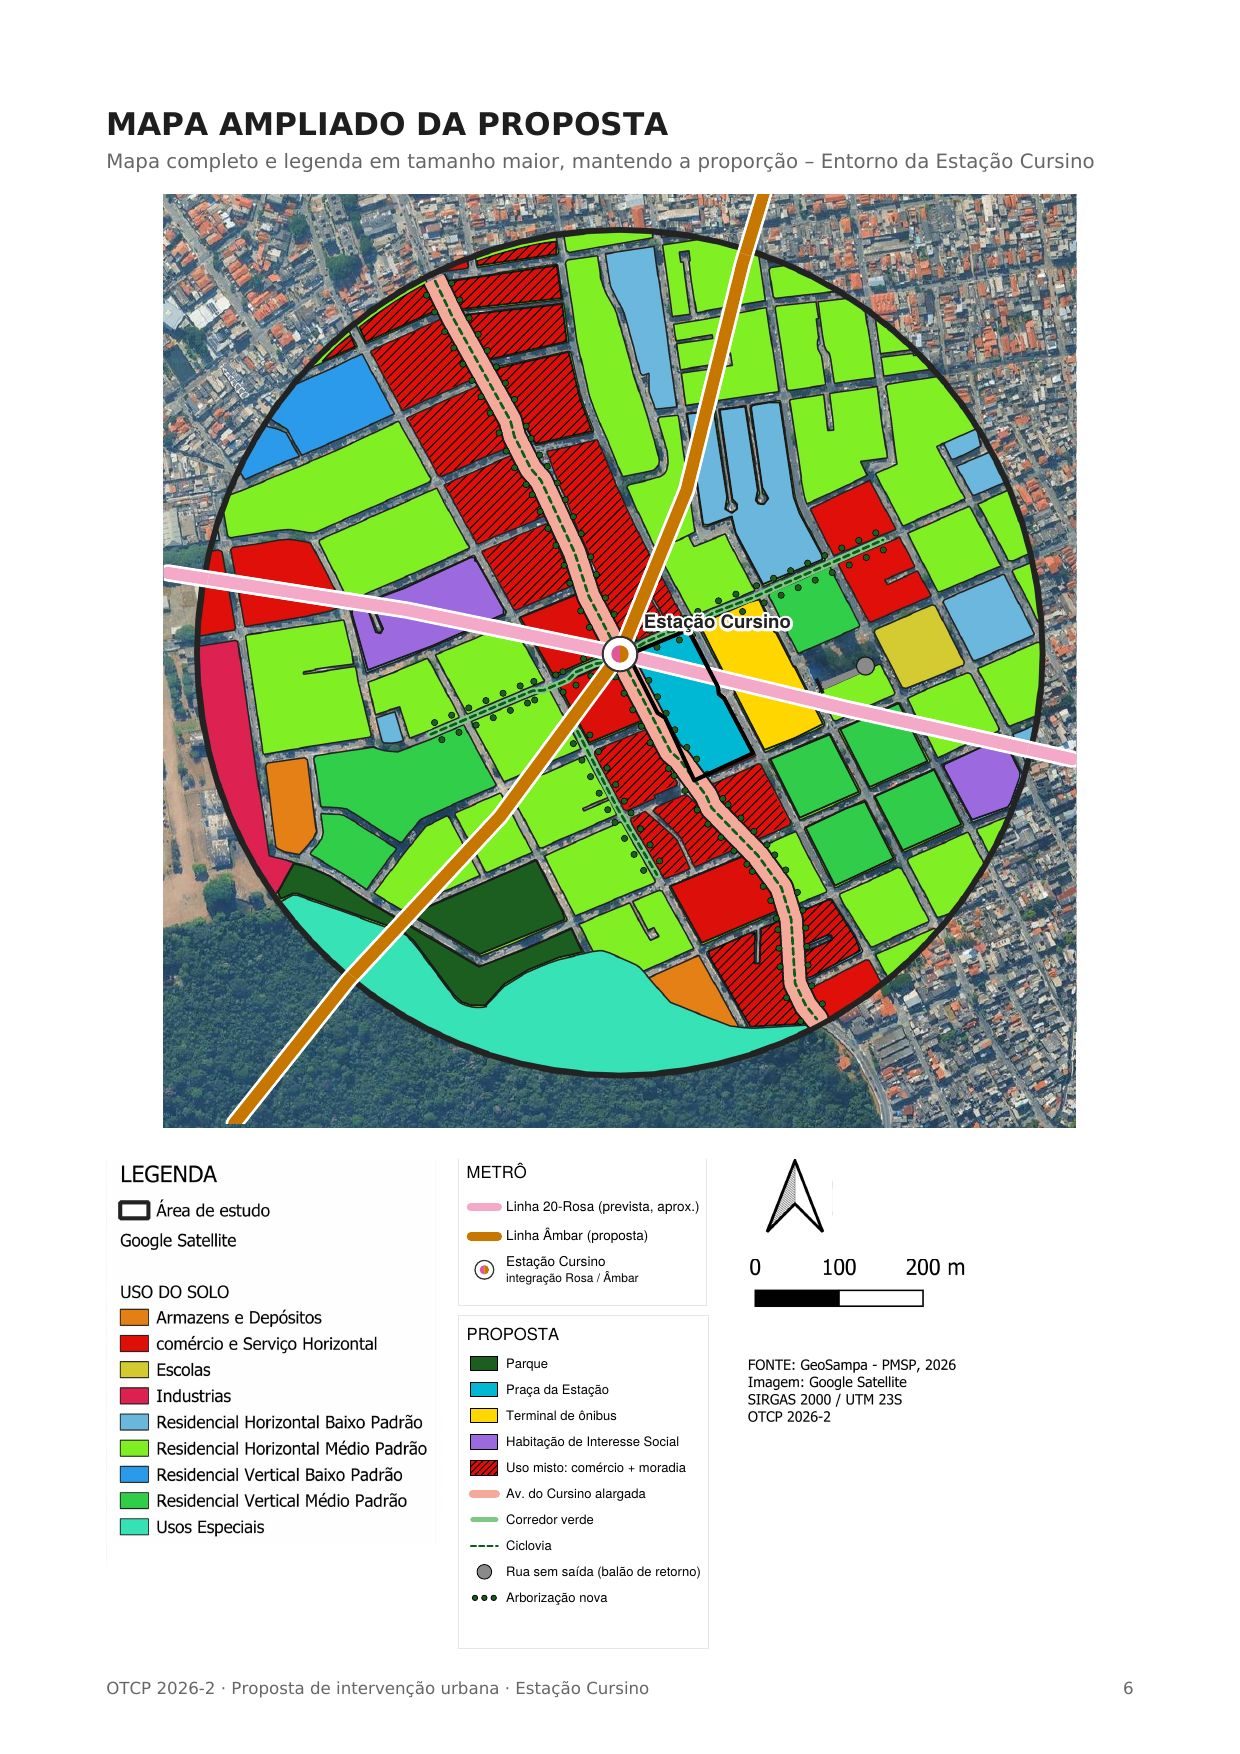 MAPA AMPLIADO DA PROPOSTA
Mapa completo e legenda em tamanho maior, mantendo a proporção – Entorno da Estação Cursino
Estação Cursino
LEGENDA
Área de estudo
Google Satellite
USO DO SOLO
Armazens e Depósitos
comércio e Serviço Horizontal
Escolas
Industrias
Residencial Horizontal Baixo Padrão
Residencial Horizontal Médio Padrão
Residencial Vertical Baixo Padrão
Residencial Vertical Médio Padrão
Usos Especiais
METRÔ
Linha 20-Rosa (prevista, aprox.)
Linha Âmbar (proposta)
Estação Cursino
integração Rosa / Âmbar
PROPOSTA
Parque
Praça da Estação
Terminal de ônibus
Habitação de Interesse Social
Uso misto: comércio + moradia
Av. do Cursino alargada
Corredor verde
Ciclovia
Rua sem saída (balão de retorno)
Arborização nova
0 100 200 m
FONTE: GeoSampa - PMSP, 2026
Imagem: Google Satellite
SIRGAS 2000 / UTM 23S
OTCP 2026-2
OTCP 2026-2 · Proposta de intervenção urbana · Estação Cursino 6